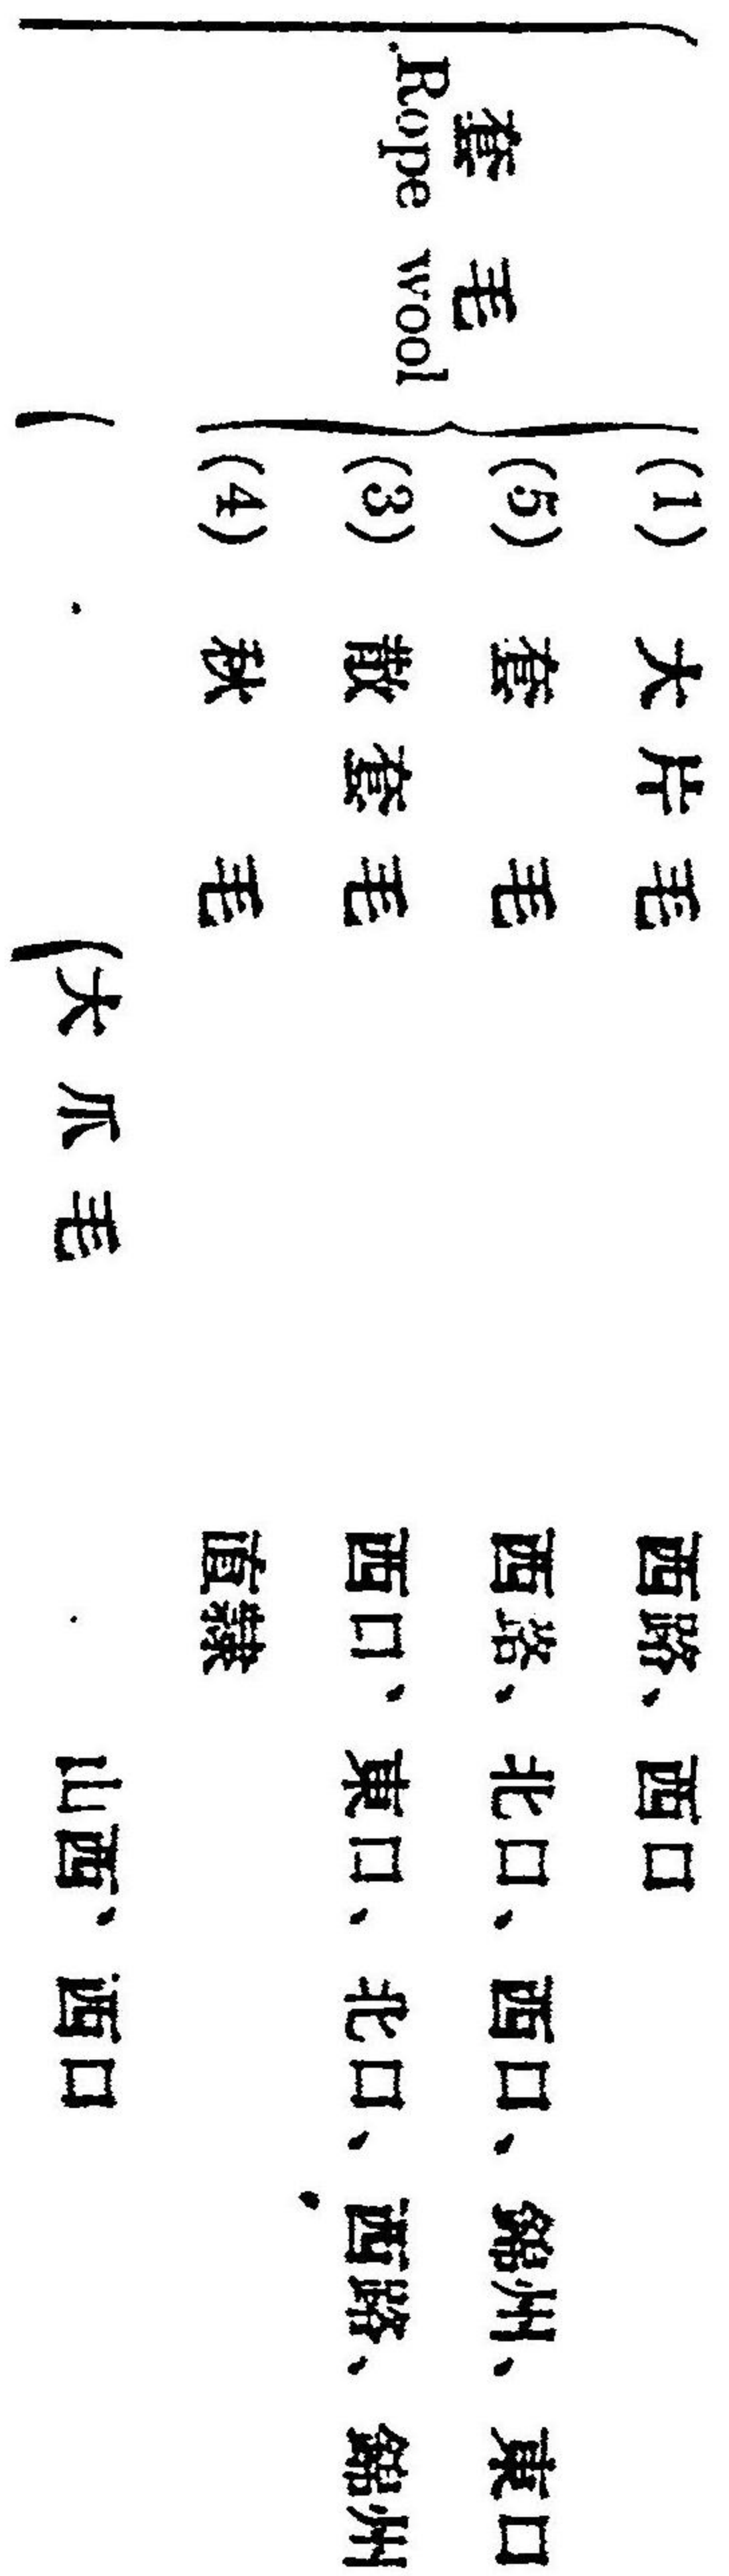 套毛
Rope wool
(1) 大片毛 西路、西口
(5) 套毛 西路、北口、西口、錦州、東口
(3) 散套毛 西口、東口、北口、西路、錦州
(4) 秋毛 直隸
大爪毛 山西、西口